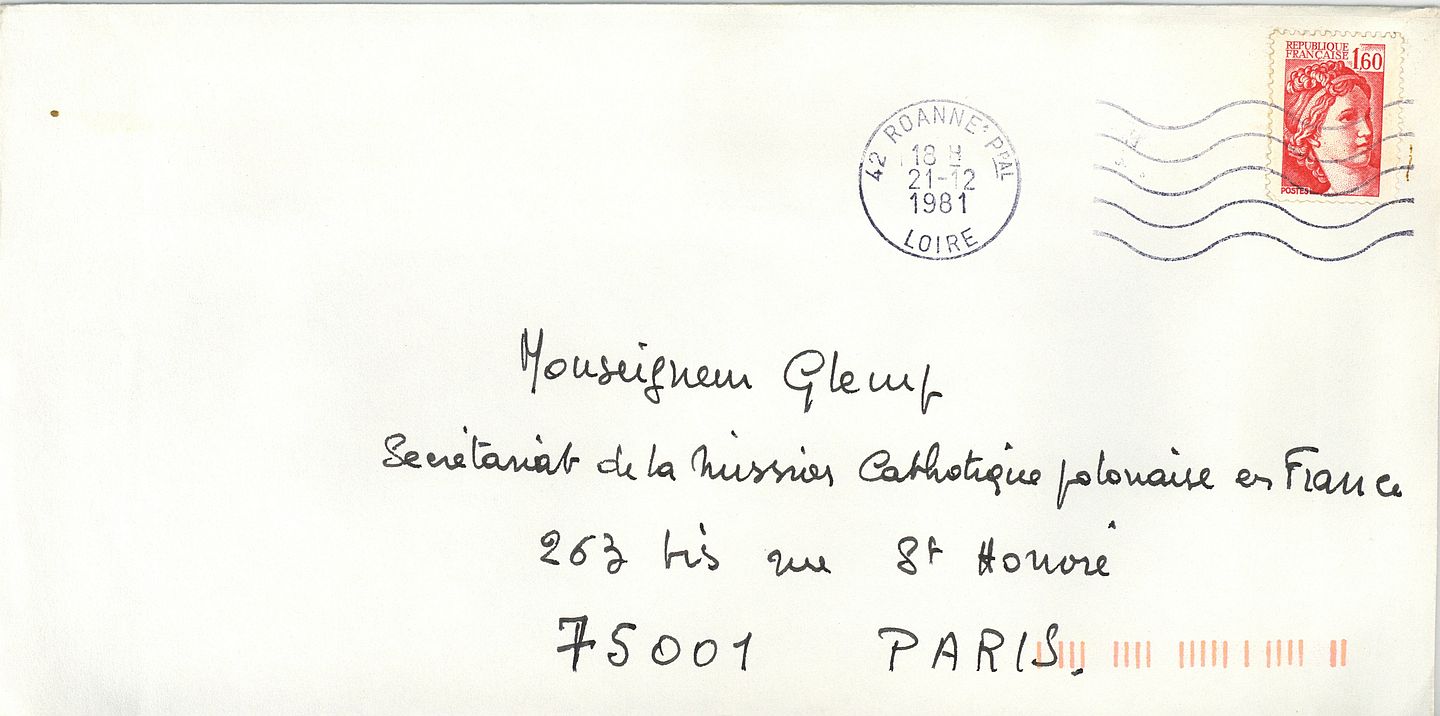 REPUBLIQUE
FRANÇAISE 1,60
POSTES
42 ROANNE PPAL
18 H
21-12
1981
LOIRE
Monseigneur Glemp
Secrétariat de la Mission Catholique polonaise en France
263 bis rue St Honoré
75001 PARIS.